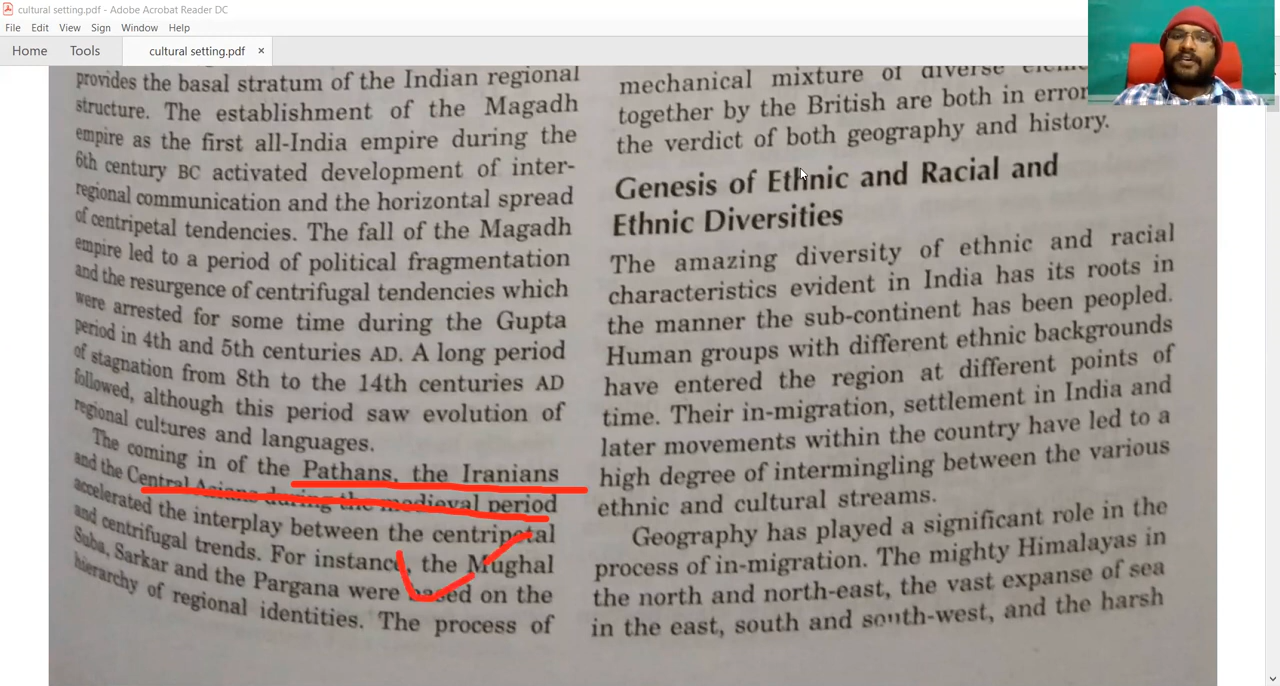 cultural setting.pdf - Adobe Acrobat Reader DC
File Edit View Sign Window Help
Home Tools cultural setting.pdf ×
provides the basal stratum of the Indian regional
structure. The establishment of the Magadh
empire as the first all-India empire during the
6th century BC activated development of inter-
regional communication and the horizontal spread
of centripetal tendencies. The fall of the Magadh
empire led to a period of political fragmentation
and the resurgence of centrifugal tendencies which
were arrested for some time during the Gupta
period in 4th and 5th centuries AD. A long period
of stagnation from 8th to the 14th centuries AD
followed, although this period saw evolution of
regional cultures and languages.
The coming in of the Pathans, the Iranians
and the Central Asians during the medieval period
accelerated the interplay between the centripetal
and centrifugal trends. For instance, the Mughal
Suba, Sarkar and the Pargana were based on the
hierarchy of regional identities. The process of
mechanical mixture of diverse
together by the British are both in error
the verdict of both geography and history.
Genesis of Ethnic and Racial and
Ethnic Diversities
The amazing diversity of ethnic and racial
characteristics evident in India has its roots in
the manner the sub-continent has been peopled.
Human groups with different ethnic backgrounds
have entered the region at different points of
time. Their in-migration, settlement in India and
later movements within the country have led to a
high degree of intermingling between the various
ethnic and cultural streams.
Geography has played a significant role in the
process of in-migration. The mighty Himalayas in
the north and north-east, the vast expanse of sea
in the east, south and south-west, and the harsh